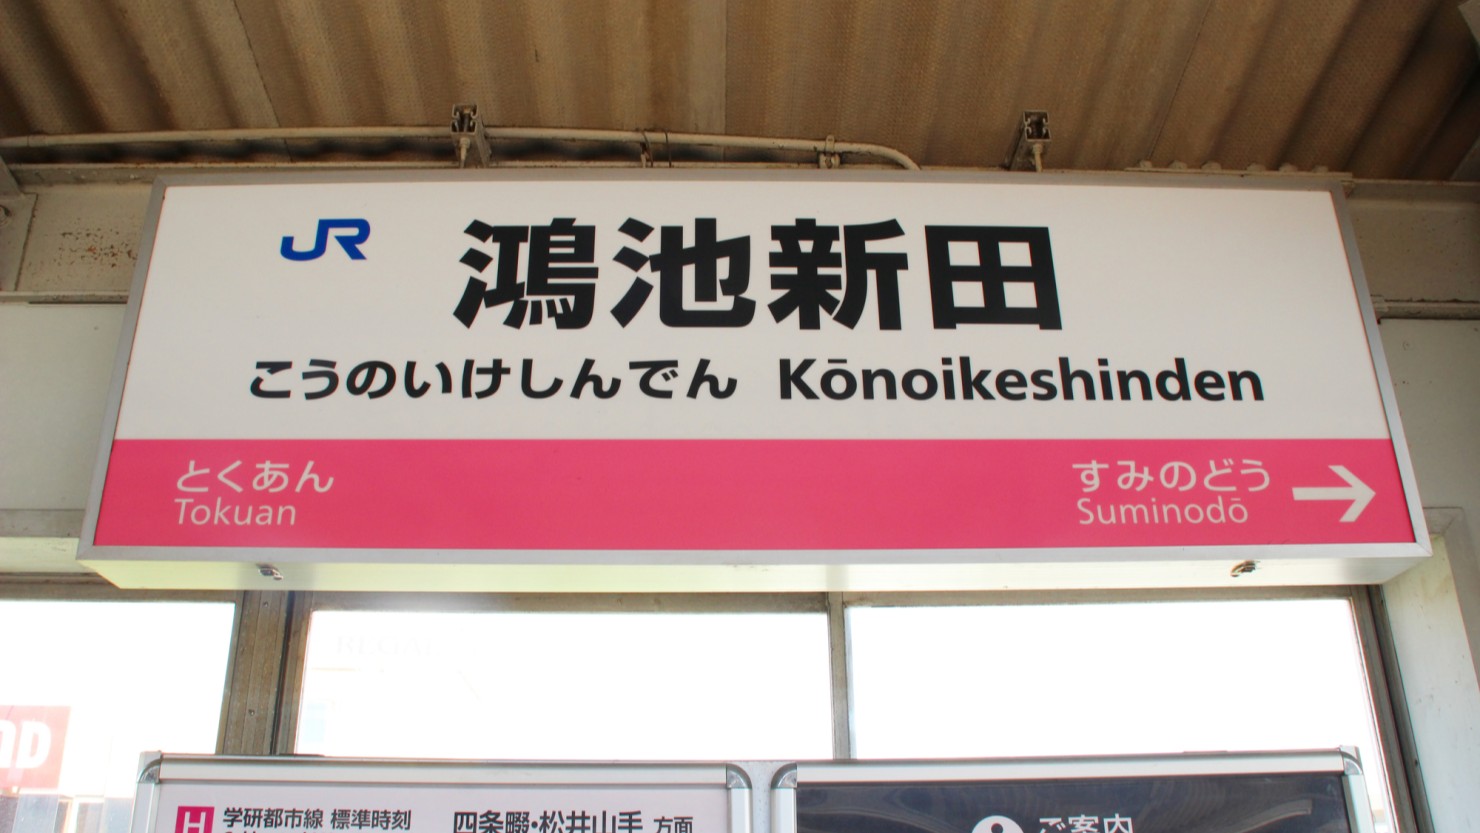 JR
鴻池新田
こうのいけしんでん Kōnoikeshinden
とくあん
Tokuan
すみのどう
Suminodō
→
H 学研都市線 標準時刻
四条畷・松井山手 方面
ご案内